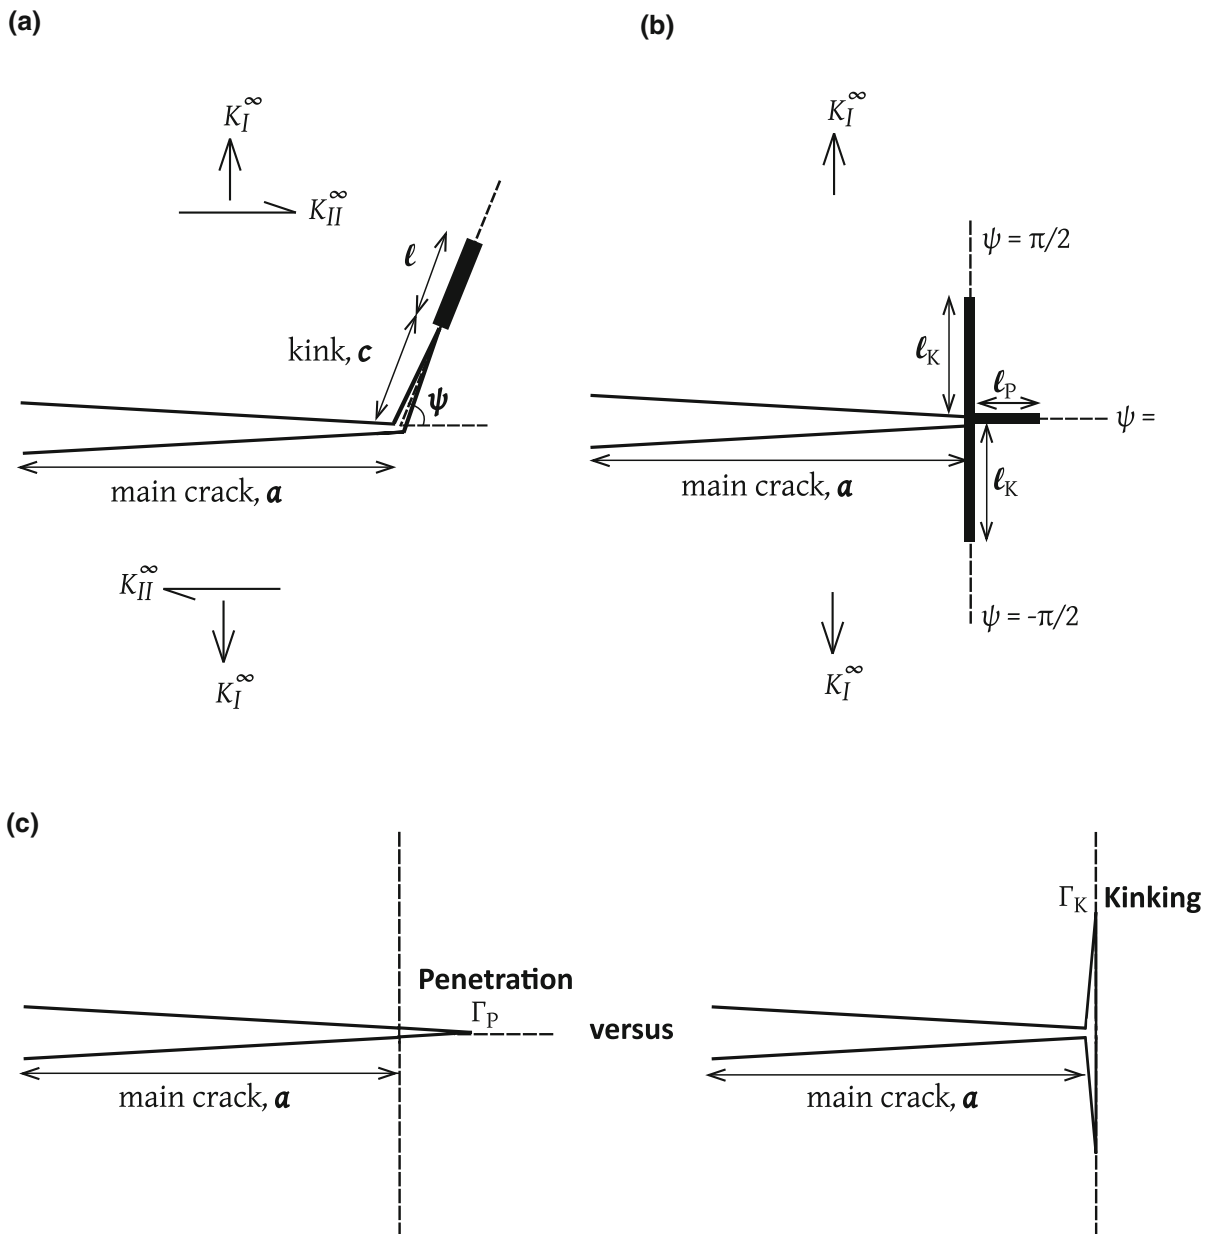 (a)
K_I^∞
K_II^∞
ℓ
kink, c
ψ
main crack, a
K_II^∞
K_I^∞
(b)
K_I^∞
ψ = π/2
ℓ_K
ℓ_P
ψ =
main crack, a
ℓ_K
ψ = -π/2
K_I^∞
(c)
Penetration
Γ_P
main crack, a
versus
Γ_K Kinking
main crack, a